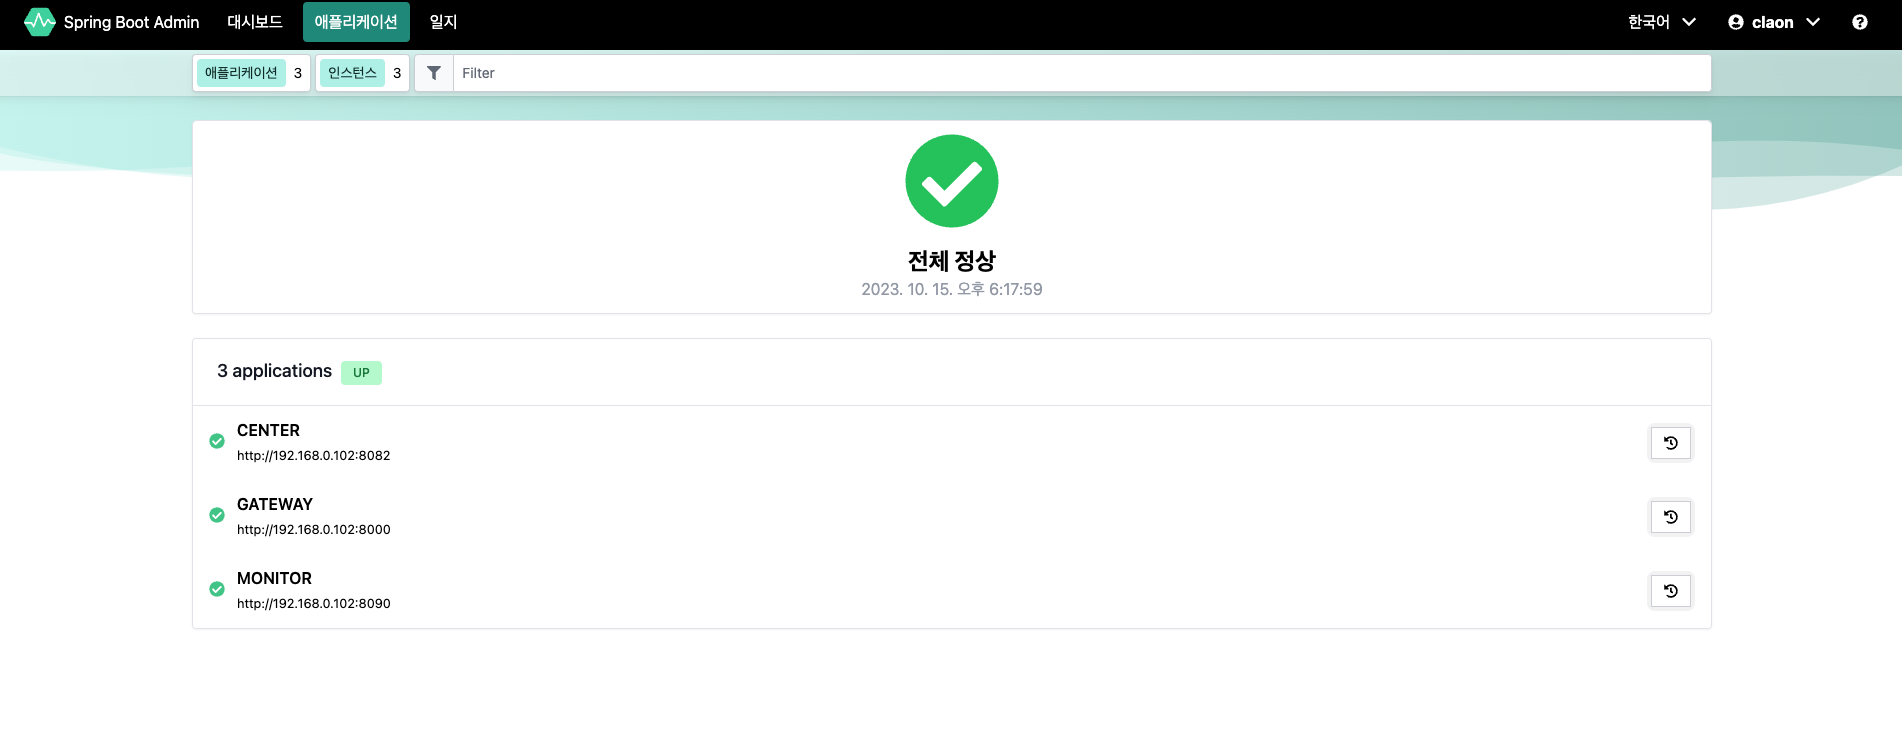 Spring Boot Admin 대시보드 애플리케이션 일지 한국어 claon
애플리케이션 3 인스턴스 3 Filter
전체 정상
2023. 10. 15. 오후 6:17:59
3 applications UP
CENTER
http://192.168.0.102:8082
GATEWAY
http://192.168.0.102:8000
MONITOR
http://192.168.0.102:8090